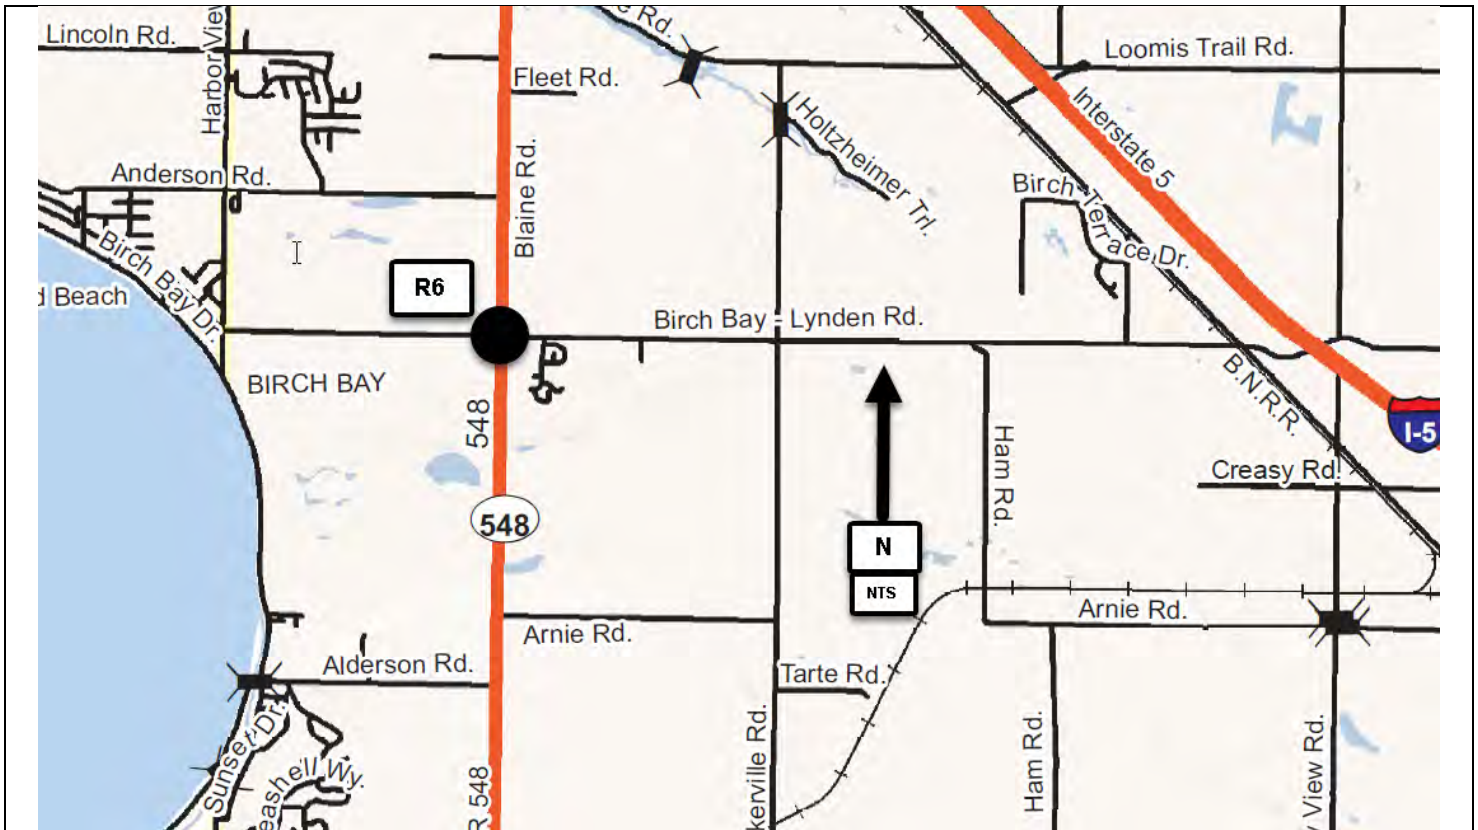 Lincoln Rd.
Harbor View
Rd.
Loomis Trail Rd.
Fleet Rd.
Interstate 5
Holtzheimer Trl.
Blaine Rd.
Anderson Rd.
Birch Terrace Dr.
Birch Bay Dr.
Beach
R6
Birch Bay - Lynden Rd.
BIRCH BAY
B.N.R.R.
I-5
548
Ham Rd.
Creasy Rd.
548
N
NTS
Arnie Rd.
Arnie Rd.
Alderson Rd.
Tarte Rd.
Sunset Dr.
kerville Rd.
Ham Rd.
View Rd.
eashell Wy.
R 548